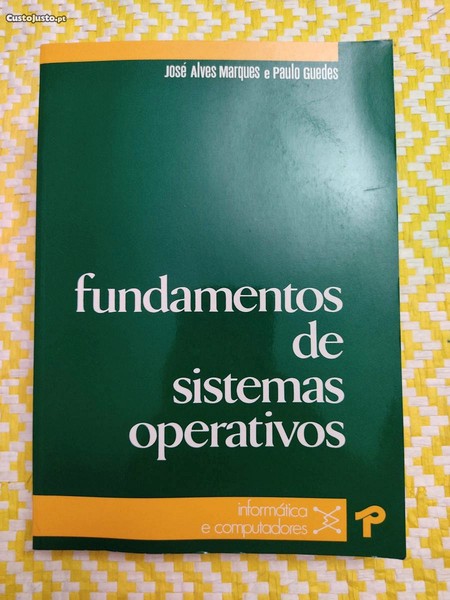 CustoJusto.pt
José Alves Marques e Paulo Guedes
fundamentos
de
sistemas
operativos
informática
e computadores